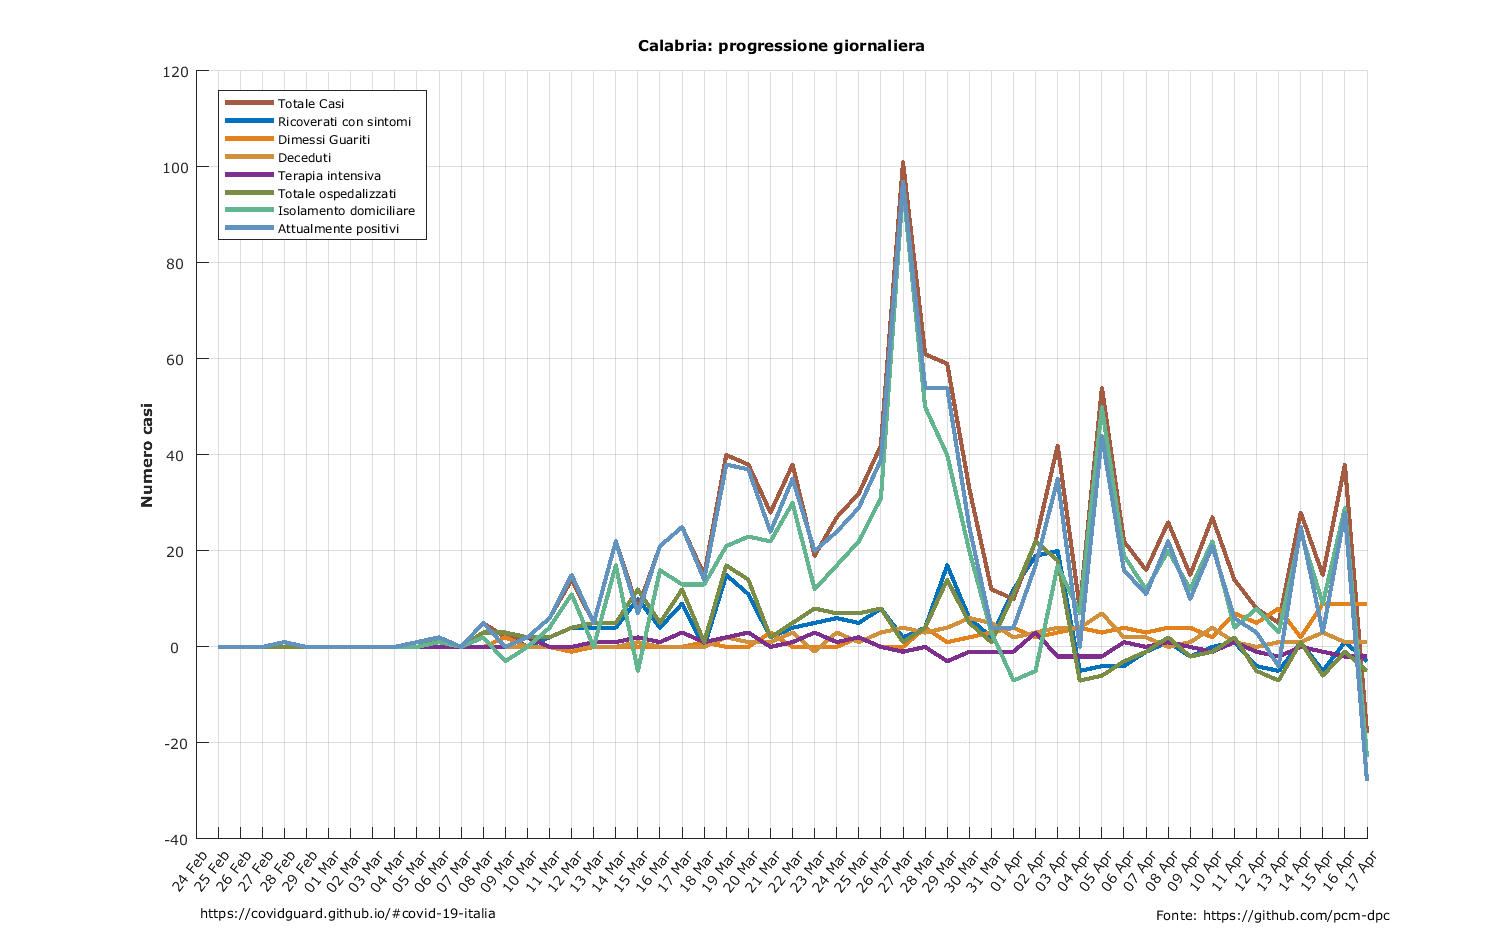 Calabria: progressione giornaliera
Numero casi
120
100
80
60
40
20
0
-20
-40
Totale Casi
Ricoverati con sintomi
Dimessi Guariti
Deceduti
Terapia intensiva
Totale ospedalizzati
Isolamento domiciliare
Attualmente positivi
24 Feb
25 Feb
26 Feb
27 Feb
28 Feb
29 Feb
01 Mar
02 Mar
03 Mar
04 Mar
05 Mar
06 Mar
07 Mar
08 Mar
09 Mar
10 Mar
11 Mar
12 Mar
13 Mar
14 Mar
15 Mar
16 Mar
17 Mar
18 Mar
19 Mar
20 Mar
21 Mar
22 Mar
23 Mar
24 Mar
25 Mar
26 Mar
27 Mar
28 Mar
29 Mar
30 Mar
31 Mar
01 Apr
02 Apr
03 Apr
04 Apr
05 Apr
06 Apr
07 Apr
08 Apr
09 Apr
10 Apr
11 Apr
12 Apr
13 Apr
14 Apr
15 Apr
16 Apr
17 Apr
https://covidguard.github.io/#covid-19-italia
Fonte: https://github.com/pcm-dpc